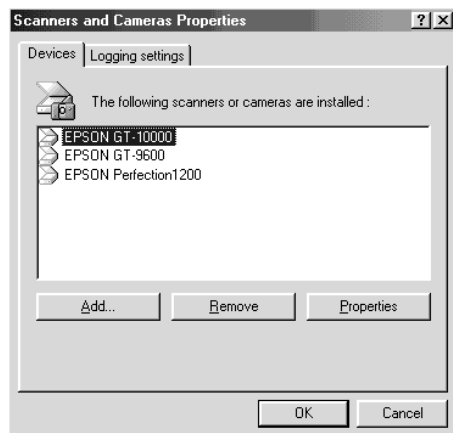 Scanners and Cameras Properties
Devices Logging settings
The following scanners or cameras are installed :
EPSON GT-10000
EPSON GT-9600
EPSON Perfection1200
Add... Remove Properties
OK Cancel